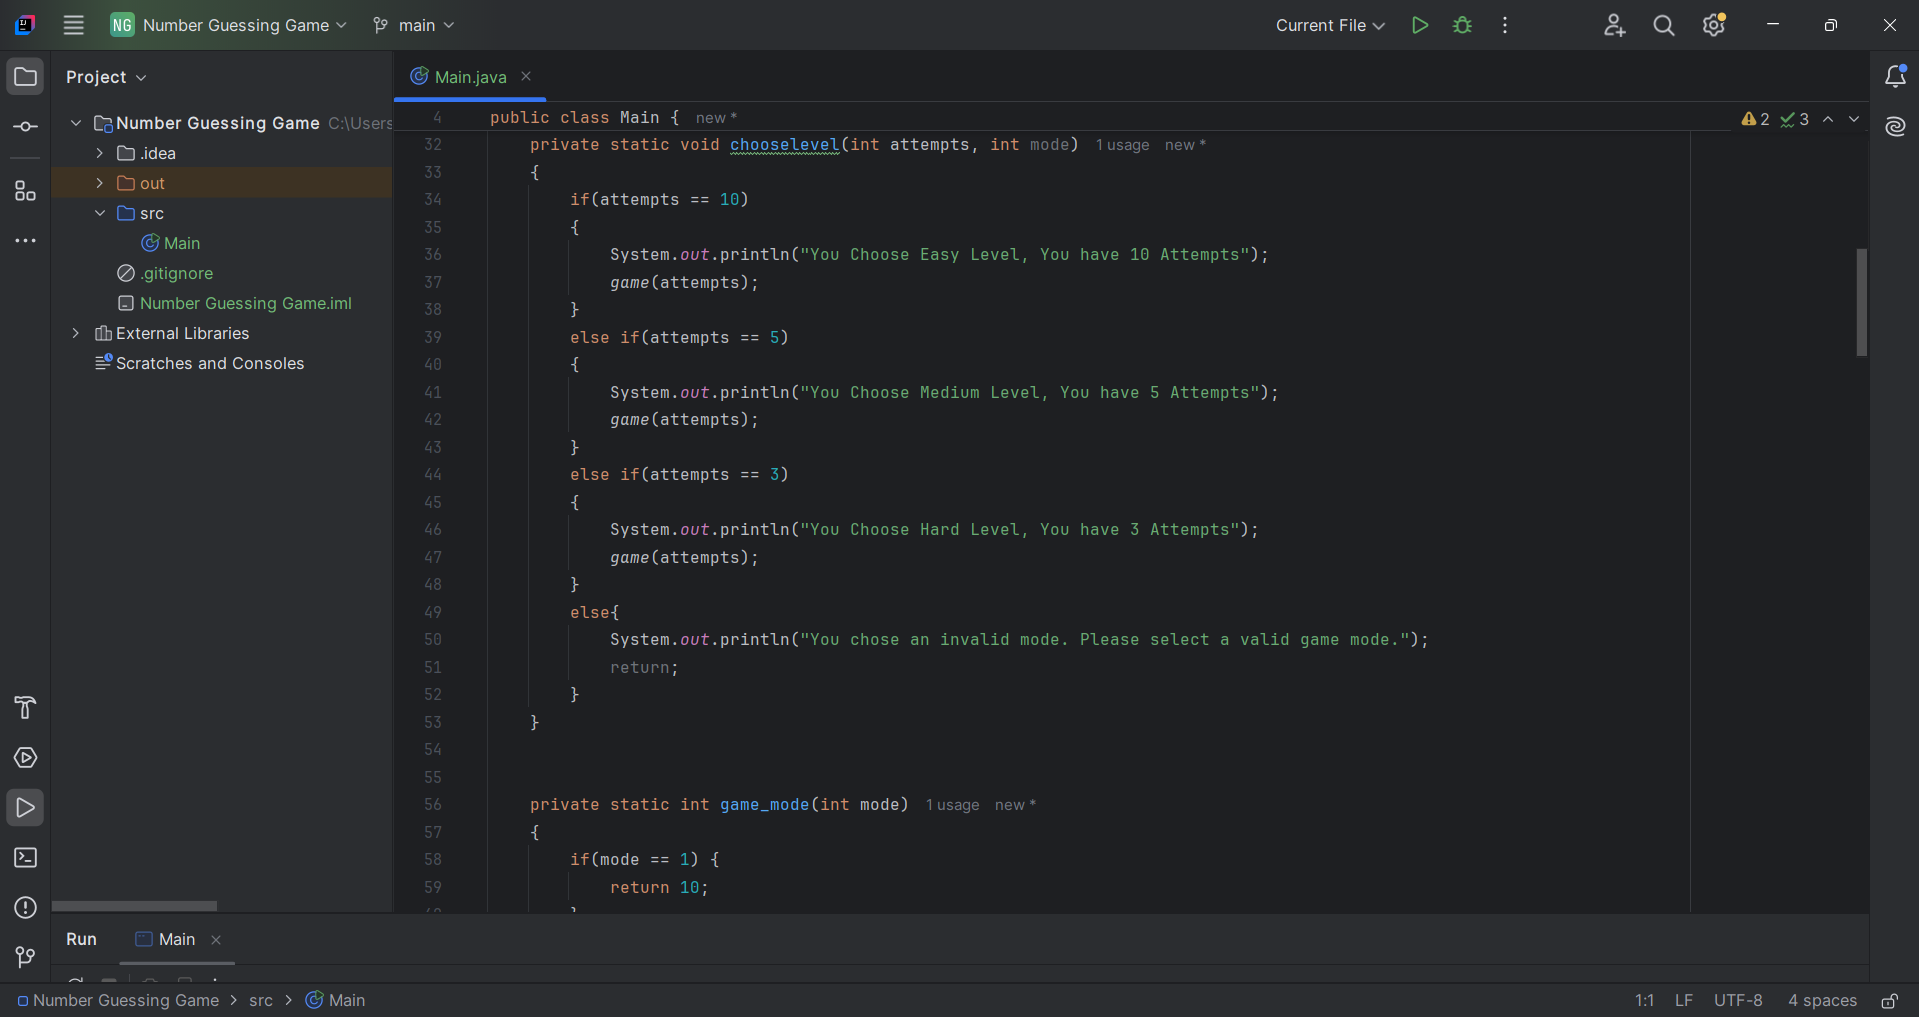 NG Number Guessing Game main Current File
Project
Number Guessing Game C:\Users
.idea
out
src
Main
.gitignore
Number Guessing Game.iml
External Libraries
Scratches and Consoles
Main.java
2 3
4 public class Main { new *
32 private static void chooselevel(int attempts, int mode) 1 usage new *
33 {
34 if(attempts == 10)
35 {
36 System.out.println("You Choose Easy Level, You have 10 Attempts");
37 game(attempts);
38 }
39 else if(attempts == 5)
40 {
41 System.out.println("You Choose Medium Level, You have 5 Attempts");
42 game(attempts);
43 }
44 else if(attempts == 3)
45 {
46 System.out.println("You Choose Hard Level, You have 3 Attempts");
47 game(attempts);
48 }
49 else{
50 System.out.println("You chose an invalid mode. Please select a valid game mode.");
51 return;
52 }
53 }
54
55
56 private static int game_mode(int mode) 1 usage new *
57 {
58 if(mode == 1) {
59 return 10;
Run Main
Number Guessing Game > src > Main 1:1 LF UTF-8 4 spaces